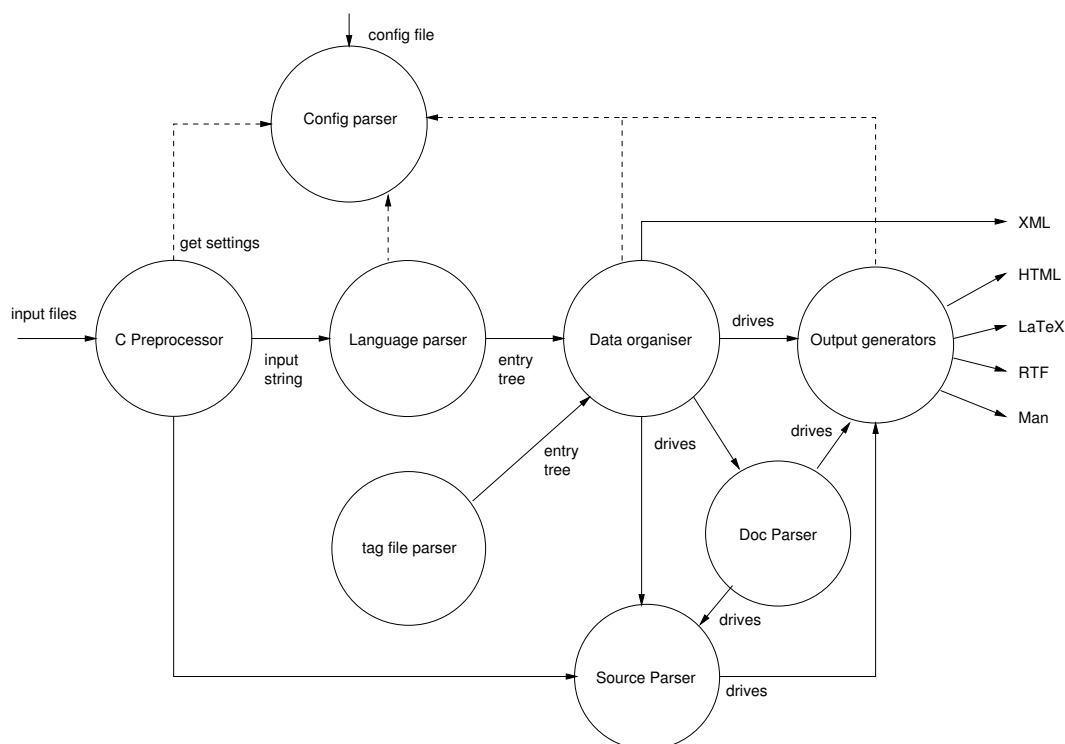 config file
Config parser
get settings
XML
HTML
input files
drives
LaTeX
C Preprocessor
Language parser
Data organiser
Output generators
input
string
entry
tree
RTF
Man
drives
drives
entry
tree
Doc Parser
tag file parser
drives
Source Parser
drives